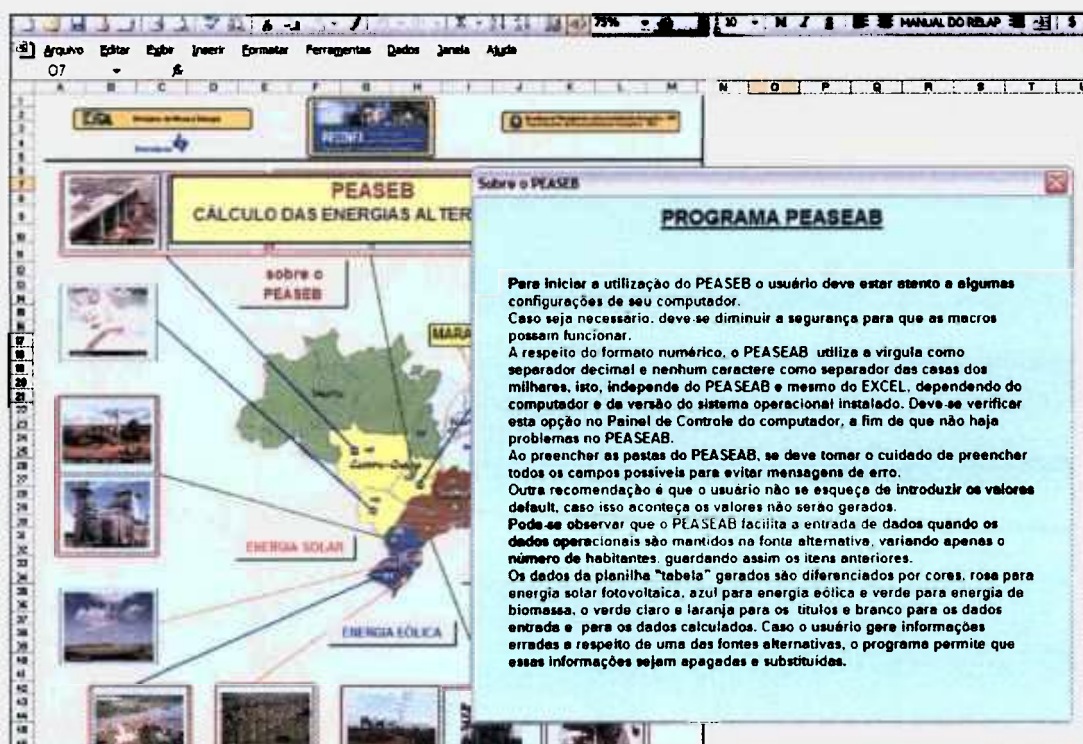 75%
10
N I S
MANUAL DO RELAP
$
Arquivo Editar Exibir Inserir Formatar Ferramentas Dados Janela Ajuda
O7 fx
A B C D E F G H I J K L M N O P Q R S T U
PEASEB
CÁLCULO DAS ENERGIAS ALTER
sobre o
PEASEB
MARA
Centro-Oeste
ENERGIA SOLAR
ENERGIA EÓLICA
Sobre o PEASEB
PROGRAMA PEASEAB
Para iniciar a utilização do PEASEB o usuário deve estar atento a algumas
configurações de seu computador.
Caso seja necessário, deve-se diminuir a segurança para que as macros
possam funcionar.
A respeito do formato numérico, o PEASEAB utiliza a vírgula como
separador decimal e nenhum caractere como separador das casas dos
milhares, isto, independe do PEASEAB e mesmo do EXCEL, dependendo do
computador e da versão do sistema operacional instalado. Deve-se verificar
esta opção no Painel de Controle do computador, a fim de que não haja
problemas no PEASEAB.
Ao preencher as pastas do PEASEAB, se deve tomar o cuidado de preencher
todos os campos possíveis para evitar mensagens de erro.
Outra recomendação é que o usuário não se esqueça de introduzir os valores
default, caso isso aconteça os valores não serão gerados.
Pode-se observar que o PEASEAB facilita a entrada de dados quando os
dados operacionais são mantidos na fonte alternativa, variando apenas o
número de habitantes, guardando assim os itens anteriores.
Os dados da planilha "tabela" gerados são diferenciados por cores, rosa para
energia solar fotovoltaica, azul para energia eólica e verde para energia de
biomassa, o verde claro e laranja para os títulos e branco para os dados
entrada e para os dados calculados. Caso o usuário gere informações
erradas a respeito de uma das fontes alternativas, o programa permite que
essas informações sejam apagadas e substituídas.